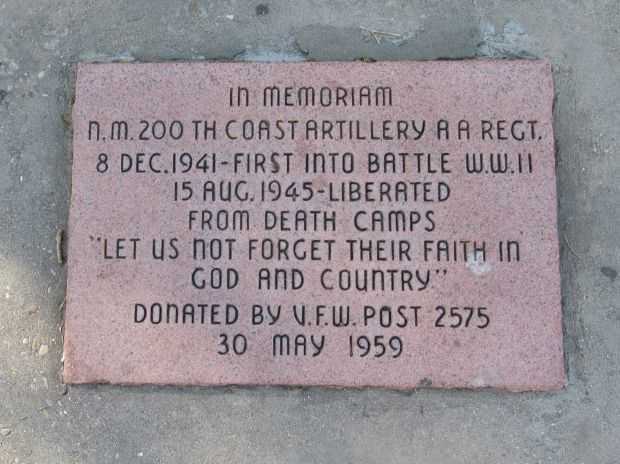 IN MEMORIAM
N.M. 200 TH COAST ARTILLERY A A REGT.
8 DEC. 1941-FIRST INTO BATTLE W.W.II
15 AUG. 1945-LIBERATED
FROM DEATH CAMPS
"LET US NOT FORGET THEIR FAITH IN
GOD AND COUNTRY"
DONATED BY V.F.W. POST 2575
30 MAY 1959